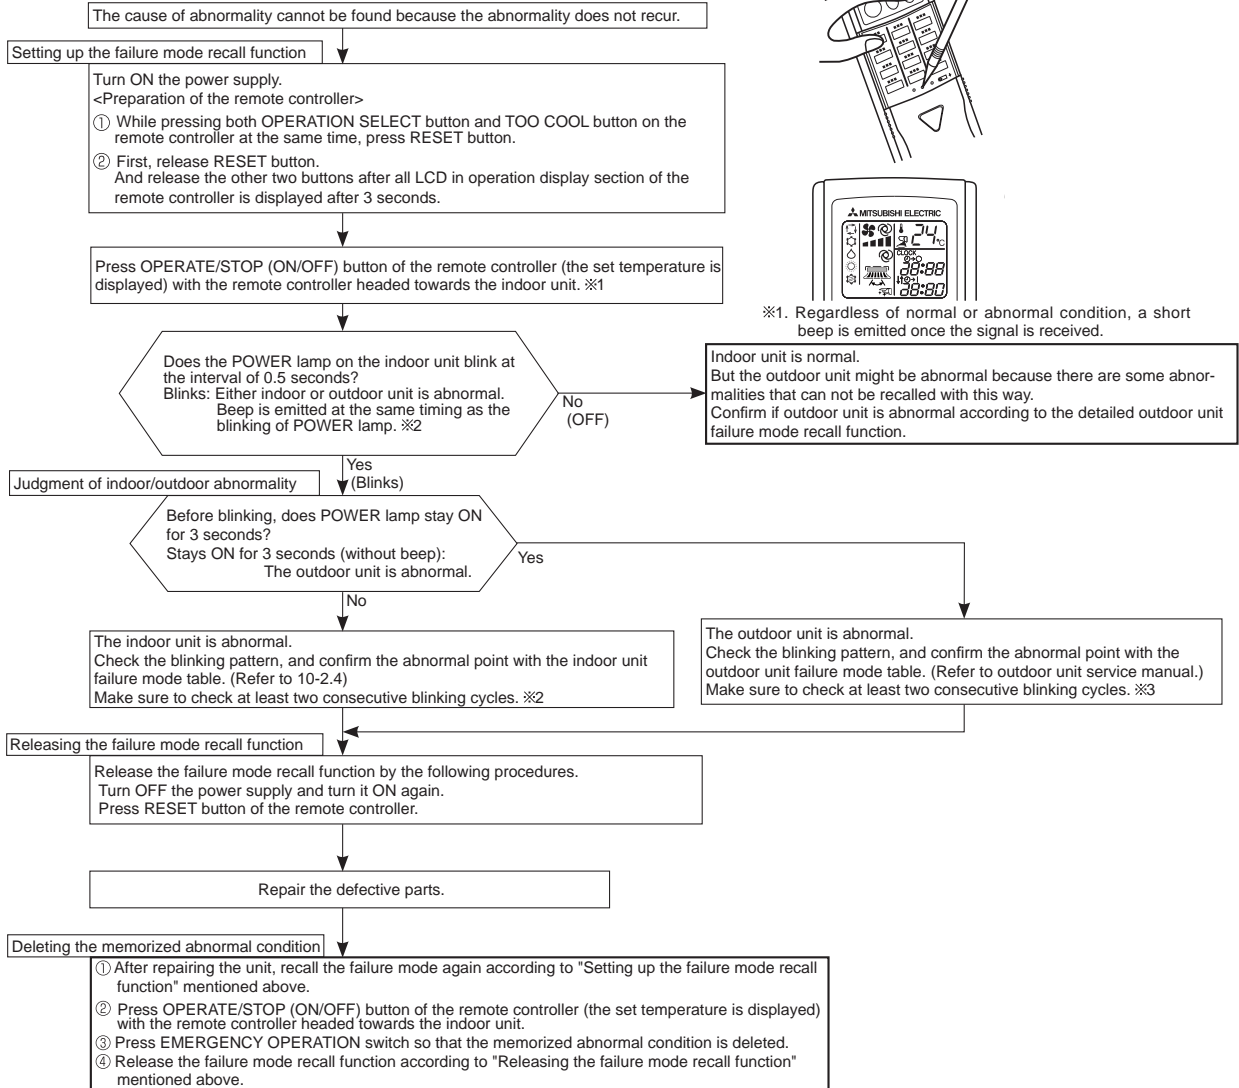 The cause of abnormality cannot be found because the abnormality does not recur.
Setting up the failure mode recall function
Turn ON the power supply.
<Preparation of the remote controller>
① While pressing both OPERATION SELECT button and TOO COOL button on the
remote controller at the same time, press RESET button.
② First, release RESET button.
And release the other two buttons after all LCD in operation display section of the
remote controller is displayed after 3 seconds.
MITSUBISHI ELECTRIC
24°C
CLOCK
88:88
88:80
Press OPERATE/STOP (ON/OFF) button of the remote controller (the set temperature is
displayed) with the remote controller headed towards the indoor unit. ※1
※1. Regardless of normal or abnormal condition, a short
beep is emitted once the signal is received.
Does the POWER lamp on the indoor unit blink at
the interval of 0.5 seconds?
Blinks: Either indoor or outdoor unit is abnormal.
Beep is emitted at the same timing as the
blinking of POWER lamp. ※2
No
(OFF)
Indoor unit is normal.
But the outdoor unit might be abnormal because there are some abnor-
malities that can not be recalled with this way.
Confirm if outdoor unit is abnormal according to the detailed outdoor unit
failure mode recall function.
Yes
(Blinks)
Judgment of indoor/outdoor abnormality
Before blinking, does POWER lamp stay ON
for 3 seconds?
Stays ON for 3 seconds (without beep):
The outdoor unit is abnormal.
Yes
No
The indoor unit is abnormal.
Check the blinking pattern, and confirm the abnormal point with the indoor unit
failure mode table. (Refer to 10-2.4)
Make sure to check at least two consecutive blinking cycles. ※2
The outdoor unit is abnormal.
Check the blinking pattern, and confirm the abnormal point with the
outdoor unit failure mode table. (Refer to outdoor unit service manual.)
Make sure to check at least two consecutive blinking cycles. ※3
Releasing the failure mode recall function
Release the failure mode recall function by the following procedures.
Turn OFF the power supply and turn it ON again.
Press RESET button of the remote controller.
Repair the defective parts.
Deleting the memorized abnormal condition
① After repairing the unit, recall the failure mode again according to "Setting up the failure mode recall
function" mentioned above.
② Press OPERATE/STOP (ON/OFF) button of the remote controller (the set temperature is displayed)
with the remote controller headed towards the indoor unit.
③ Press EMERGENCY OPERATION switch so that the memorized abnormal condition is deleted.
④ Release the failure mode recall function according to "Releasing the failure mode recall function"
mentioned above.